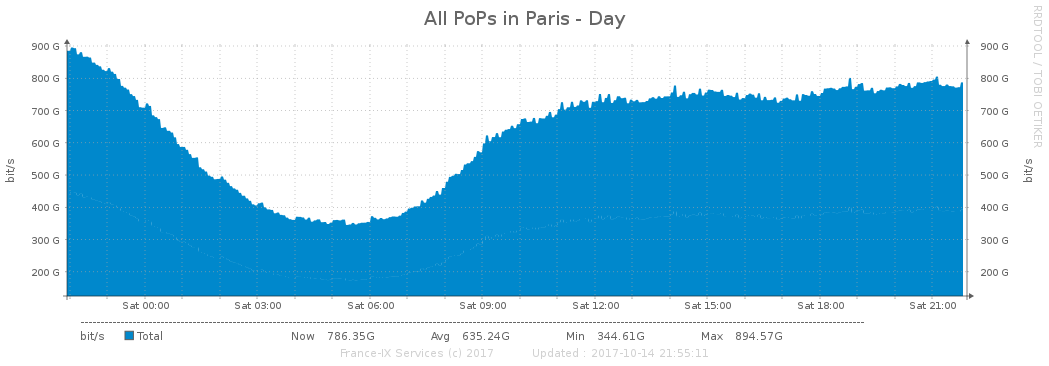 All PoPs in Paris - Day
RRDTOOL / TOBI OETIKER
900 G 900 G
800 G 800 G
700 G 700 G
600 G 600 G
500 G 500 G
400 G 400 G
300 G 300 G
200 G 200 G
bit/s
bit/s
Sat 00:00 Sat 03:00 Sat 06:00 Sat 09:00 Sat 12:00 Sat 15:00 Sat 18:00 Sat 21:00
bit/s Total Now 786.35G Avg 635.24G Min 344.61G Max 894.57G
France-IX Services (c) 2017 Updated : 2017-10-14 21:55:11